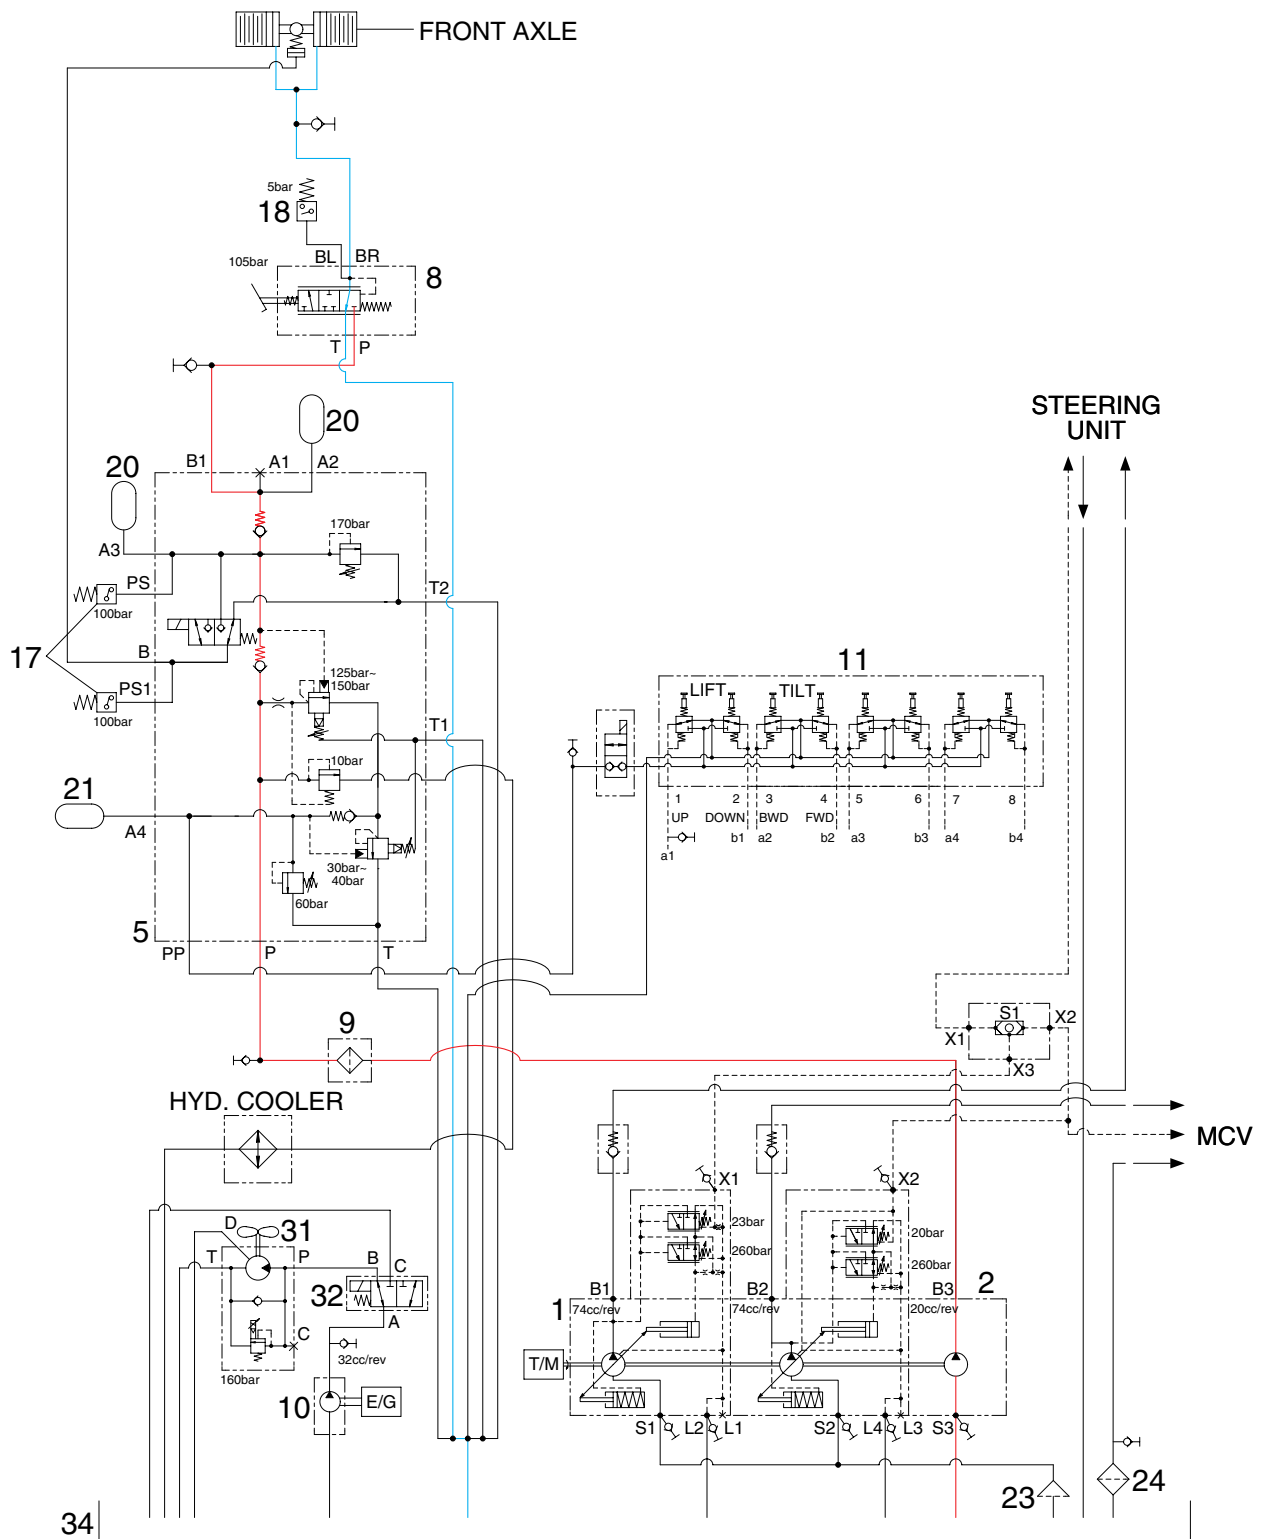 FRONT AXLE
5bar
18
BL BR
105bar
8
T P
20
STEERING
UNIT
B1 A1 A2
20
170bar
A3
PS
T2
100bar
17
B
11
125bar~
150bar
LIFT TILT
PS1
100bar
T1
10bar
21
1 2 3 4 5 6 7 8
A4
UP DOWN BWD FWD
b1 a2 b2 a3 b3 a4 b4
a1
30bar~
40bar
60bar
5
PP P T
9
S1
X1 X2
X3
HYD. COOLER
MCV
X1 X2
D 31
23bar
20bar
T P
260bar
260bar
B C
B1 B2 B3 2
32
1 74cc/rev 74cc/rev 20cc/rev
A
C
32cc/rev
T/M
160bar
10 E/G
S1 L2 L1 S2 L4 L3 S3
23 24
34